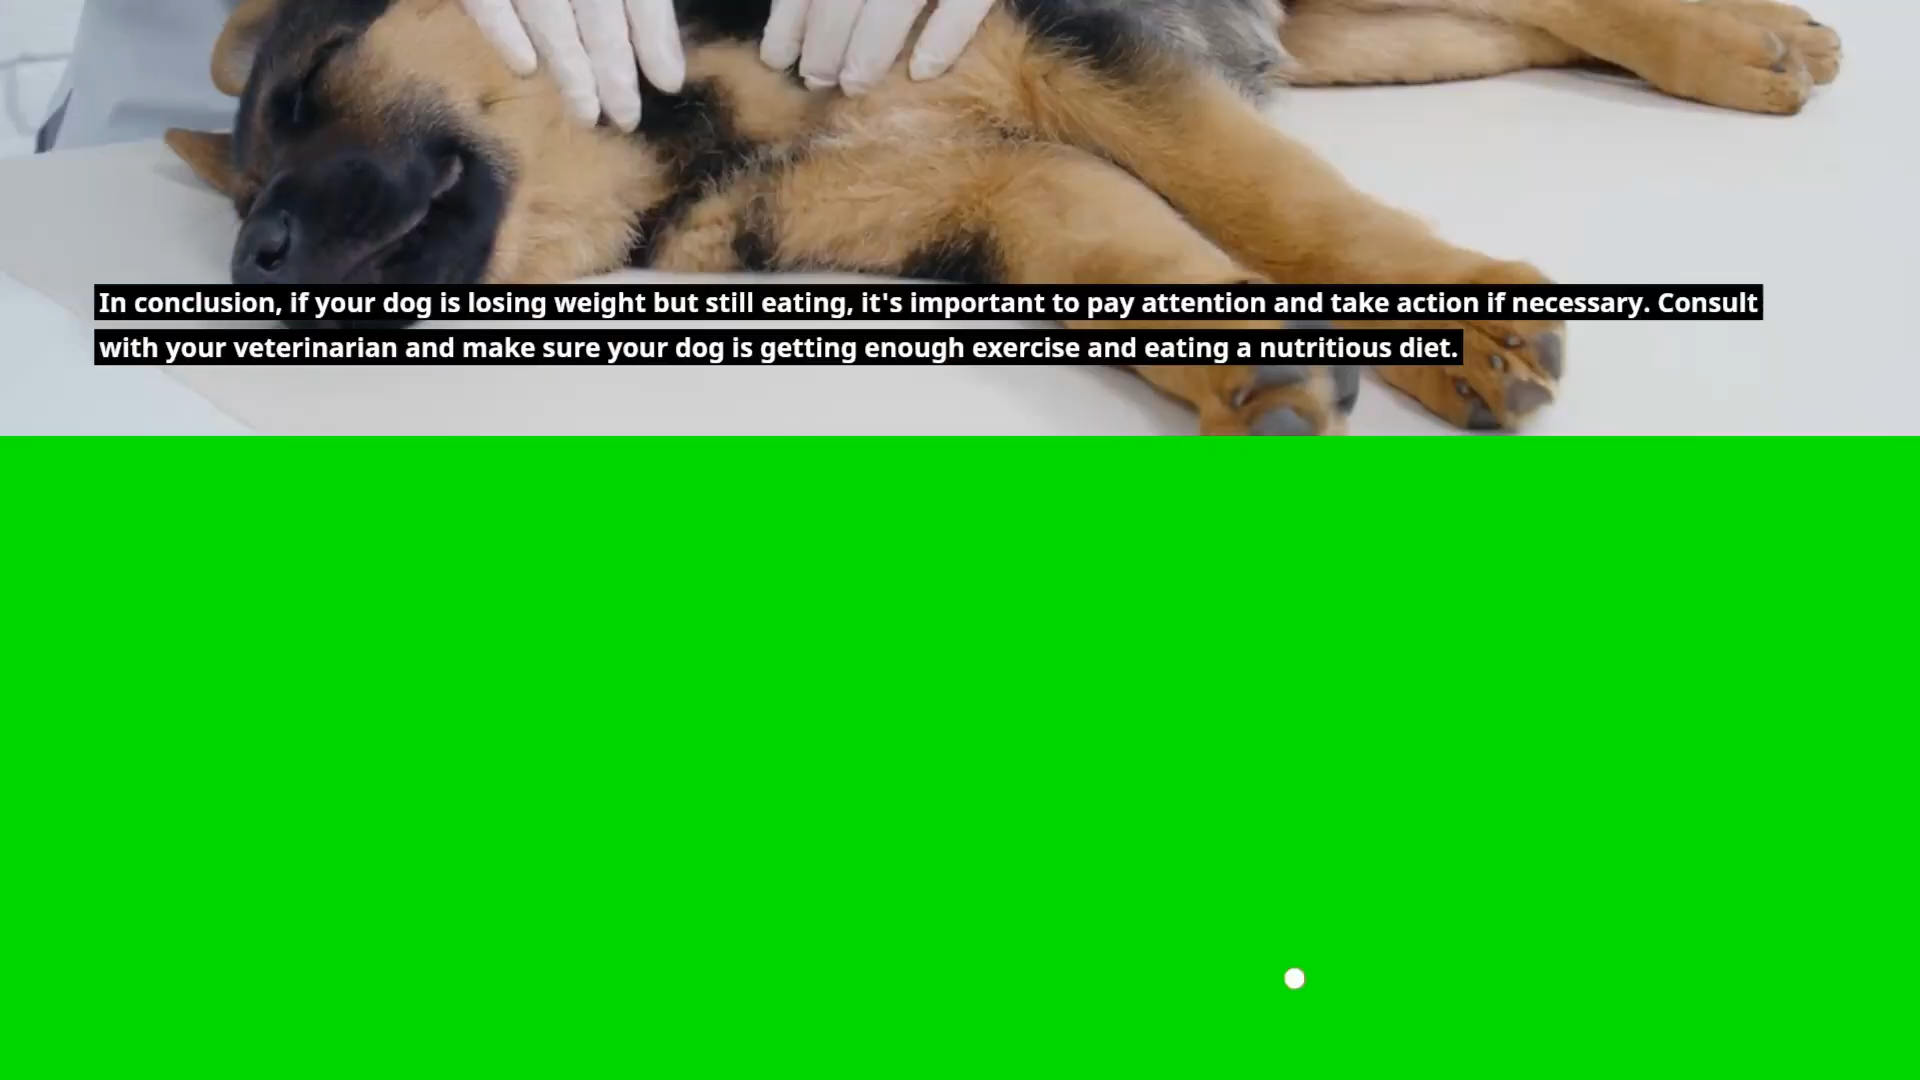 In conclusion, if your dog is losing weight but still eating, it's important to pay attention and take action if necessary. Consult
with your veterinarian and make sure your dog is getting enough exercise and eating a nutritious diet.